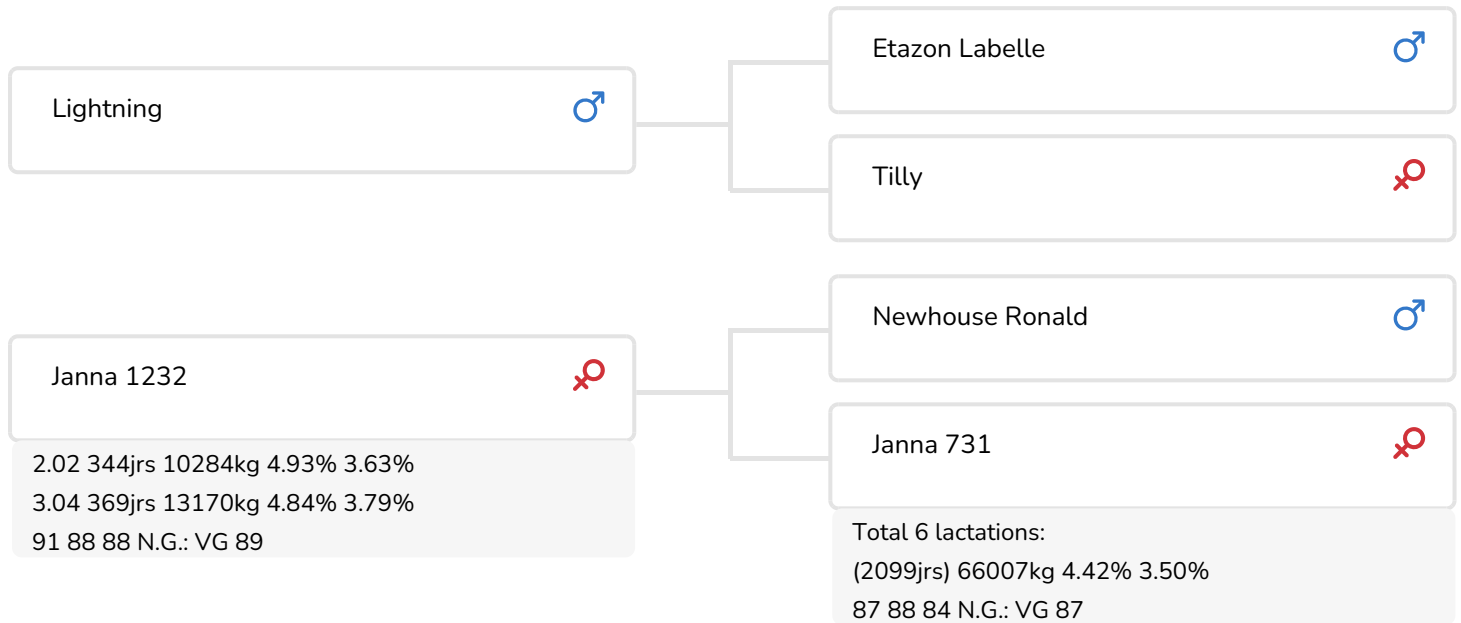 Etazon Labelle
Lightning
Tilly
Newhouse Ronald
Janna 1232
Janna 731
2.02 344jrs 10284kg 4.93% 3.63%
3.04 369jrs 13170kg 4.84% 3.79%
91 88 88 N.G.: VG 89
Total 6 lactations:
(2099jrs) 66007kg 4.42% 3.50%
87 88 84 N.G.: VG 87